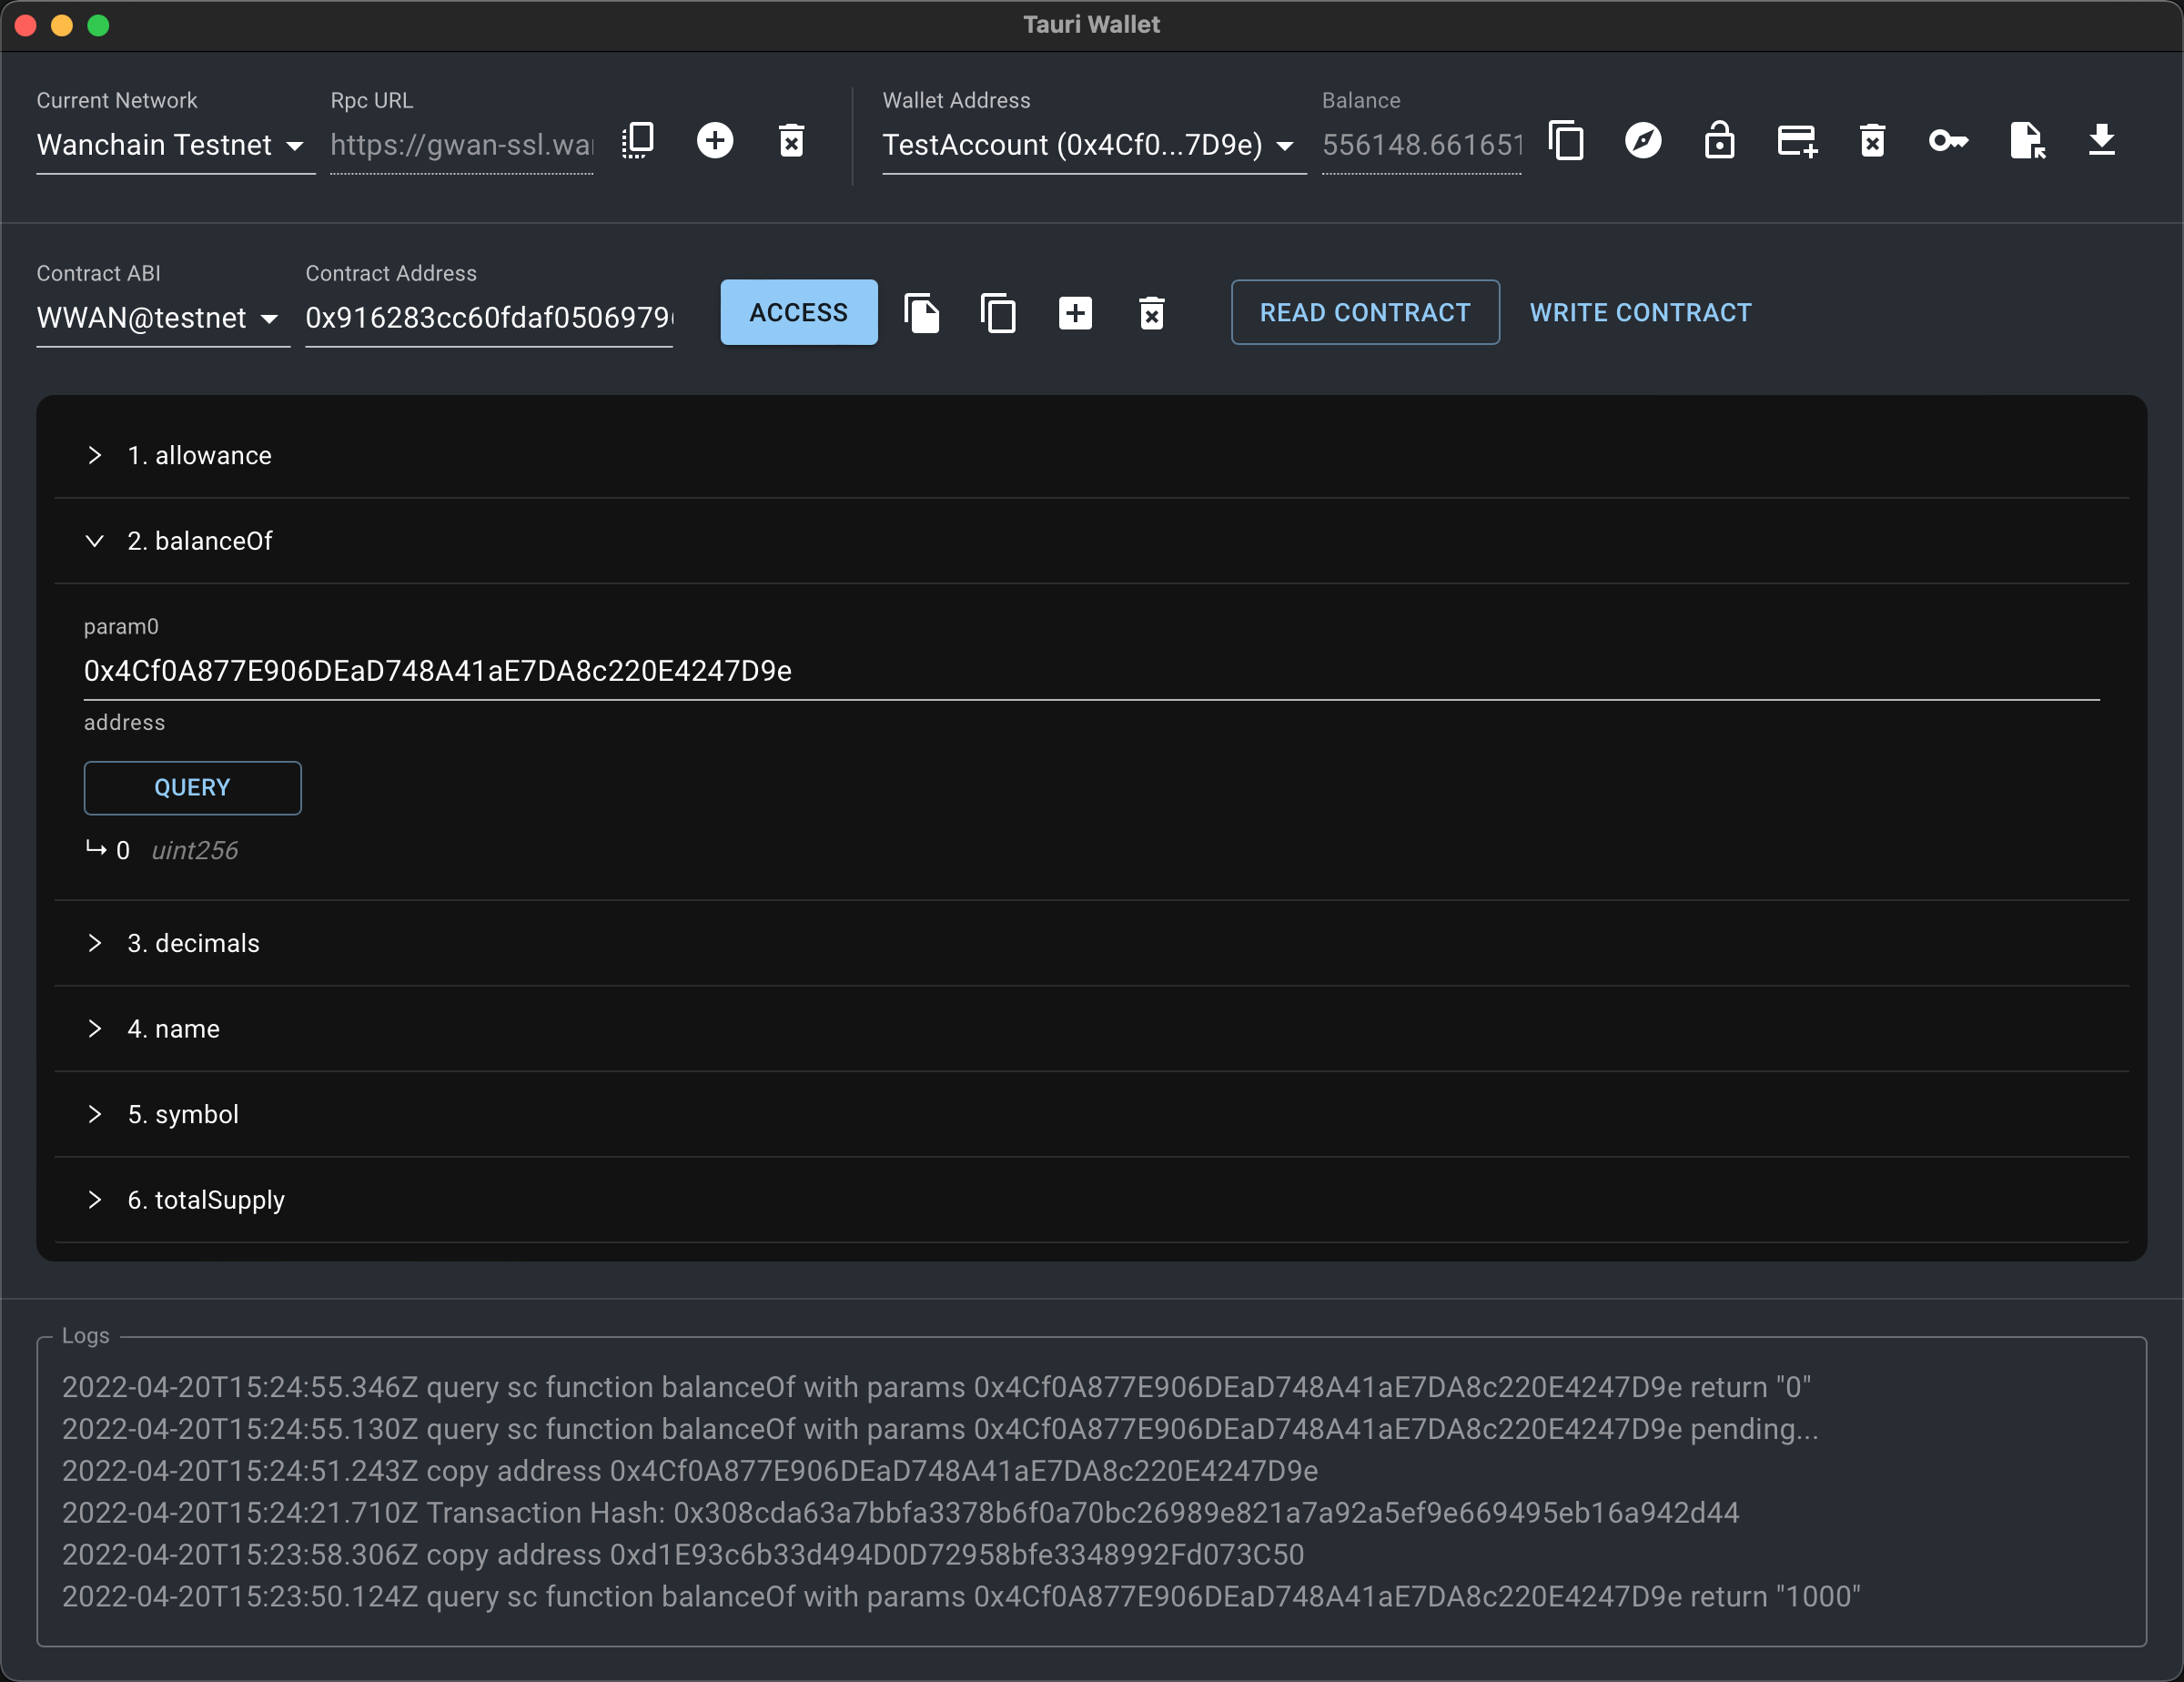 Tauri Wallet
Current Network
Rpc URL
Wallet Address
Balance
Wanchain Testnet
https://gwan-ssl.wa
TestAccount (0x4Cf0...7D9e)
556148.661651
Contract ABI
Contract Address
WWAN@testnet
0x916283cc60fdaf0506979
ACCESS
READ CONTRACT
WRITE CONTRACT
1. allowance
2. balanceOf
param0
0x4Cf0A877E906DEaD748A41aE7DA8c220E4247D9e
address
QUERY
0 uint256
3. decimals
4. name
5. symbol
6. totalSupply
Logs
2022-04-20T15:24:55.346Z query sc function balanceOf with params 0x4Cf0A877E906DEaD748A41aE7DA8c220E4247D9e return "0"
2022-04-20T15:24:55.130Z query sc function balanceOf with params 0x4Cf0A877E906DEaD748A41aE7DA8c220E4247D9e pending...
2022-04-20T15:24:51.243Z copy address 0x4Cf0A877E906DEaD748A41aE7DA8c220E4247D9e
2022-04-20T15:24:21.710Z Transaction Hash: 0x308cda63a7bbfa3378b6f0a70bc26989e821a7a92a5ef9e669495eb16a942d44
2022-04-20T15:23:58.306Z copy address 0xd1E93c6b33d494D0D72958bfe3348992Fd073C50
2022-04-20T15:23:50.124Z query sc function balanceOf with params 0x4Cf0A877E906DEaD748A41aE7DA8c220E4247D9e return "1000"